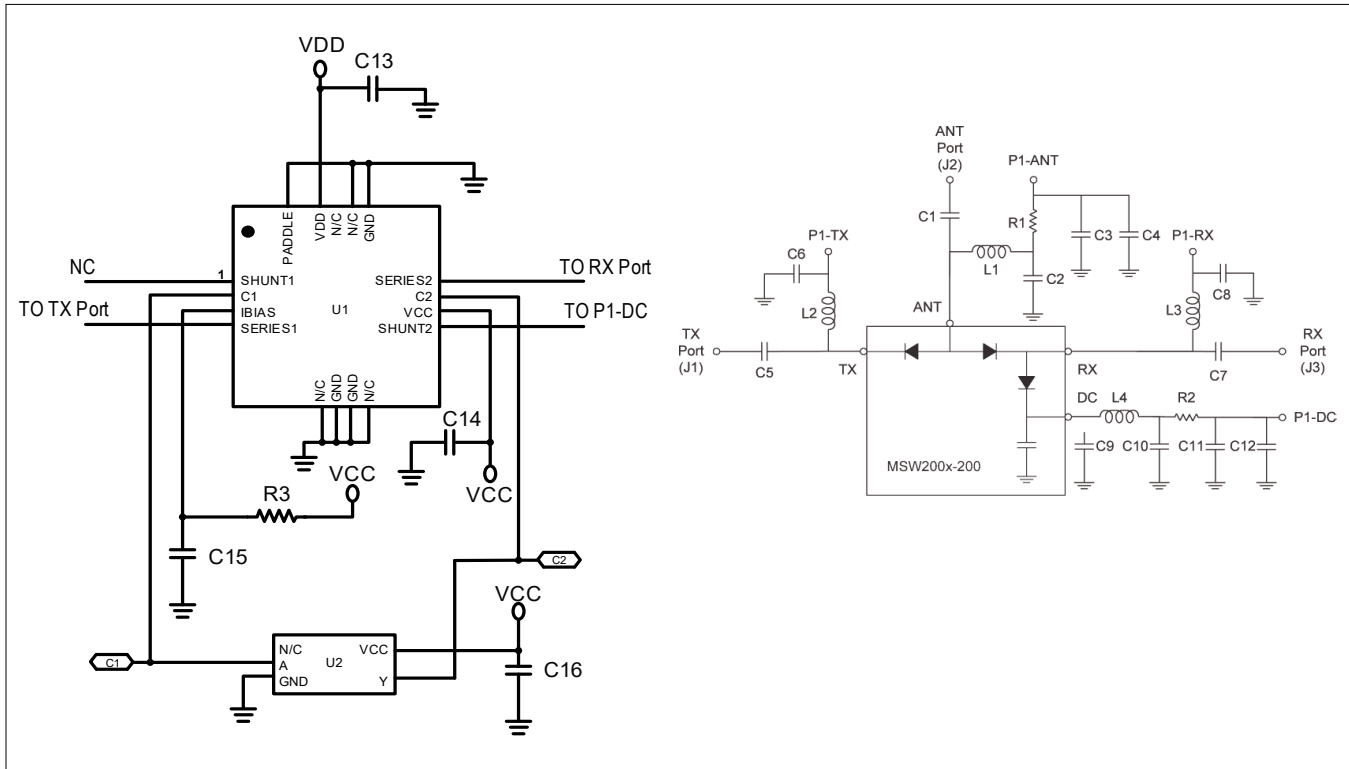 VDD
C13
PADDLE
VDD
N/C
N/C
GND
NC
1
SHUNT1
C1
IBIAS
SERIES1
TO TX Port
U1
SERIES2
C2
VCC
SHUNT2
TO RX Port
TO P1-DC
N/C
GND
GND
N/C
C14
VCC
R3
VCC
C15
C2
VCC
C1
N/C
A
GND
U2
VCC
Y
C16
ANT
Port
(J2)
P1-ANT
C1
R1
C3
C4
P1-TX
C6
L1
C2
P1-RX
C8
L2
L3
ANT
TX
Port
(J1)
C5
TX
RX
C7
RX
Port
(J3)
DC
L4
R2
P1-DC
C9
C10
C11
C12
MSW200x-200